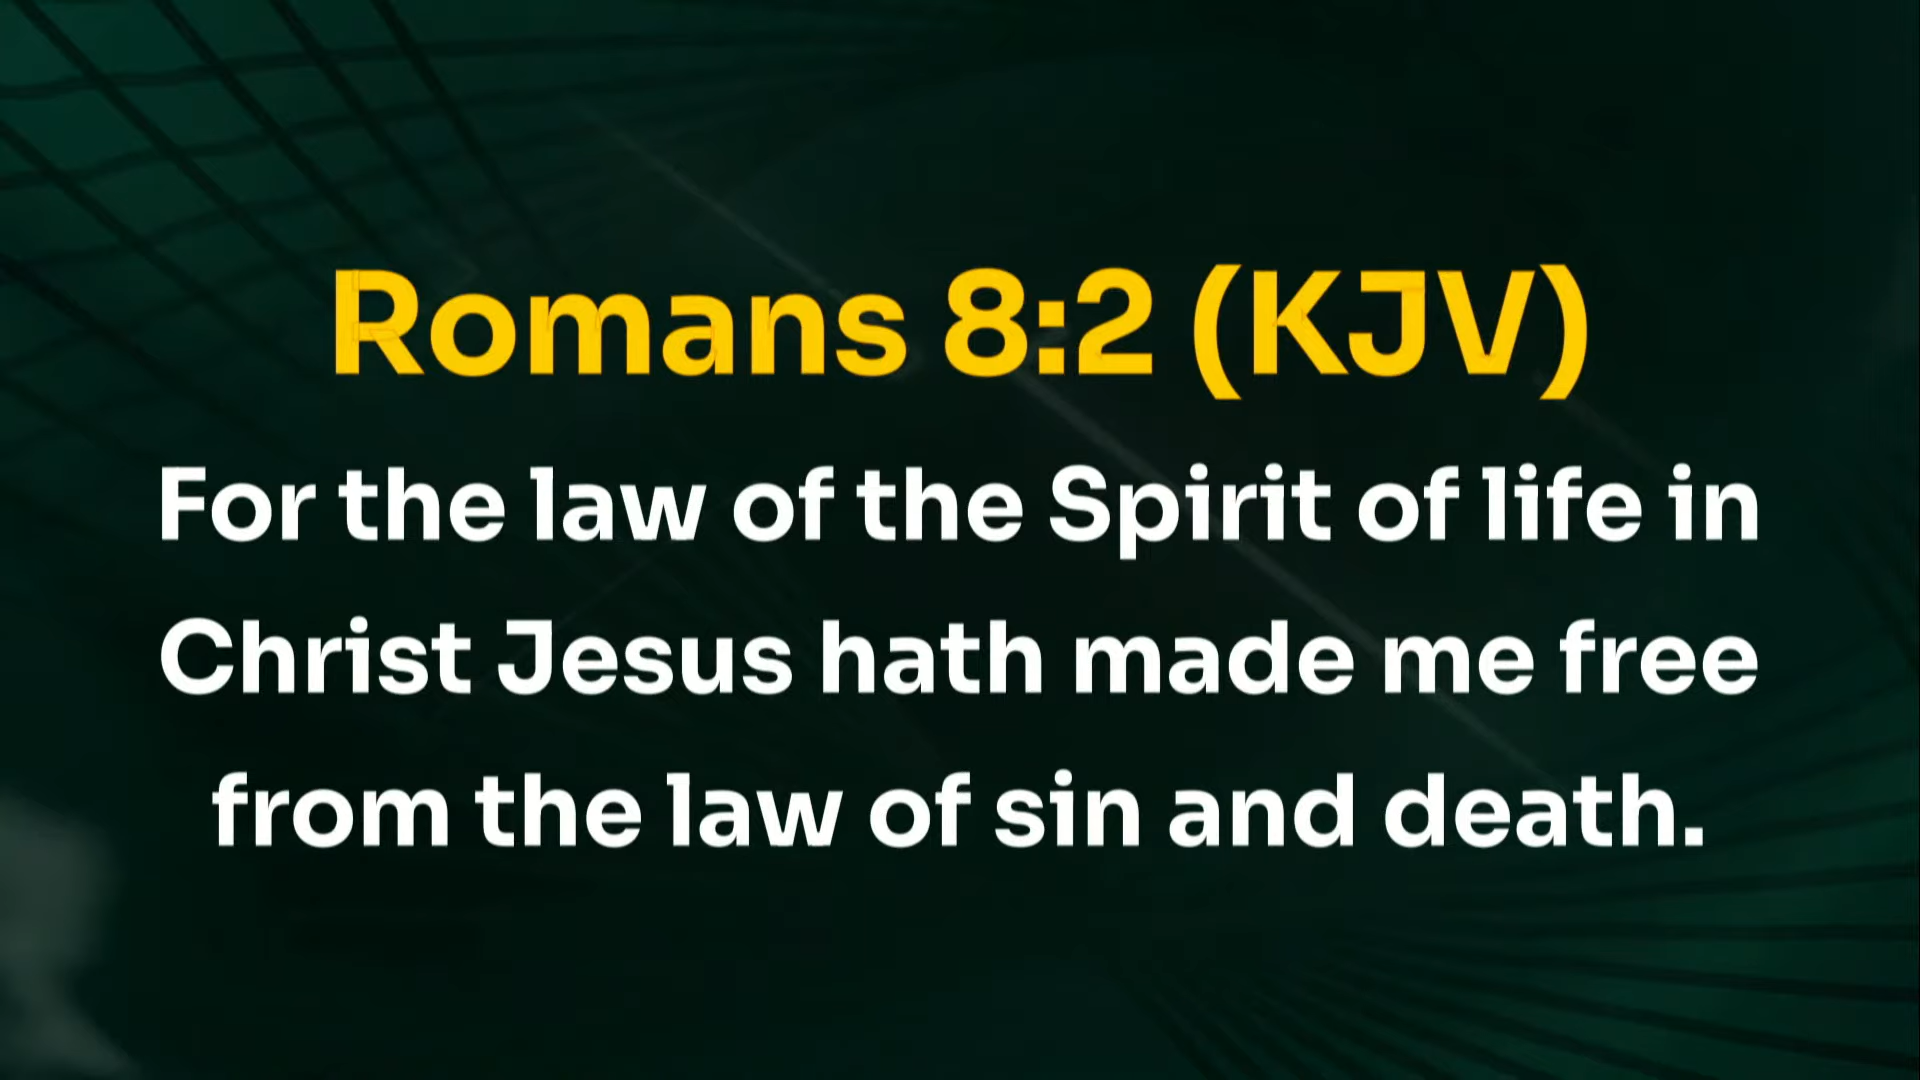 Romans 8:2 (KJV)
For the law of the Spirit of life in
Christ Jesus hath made me free
from the law of sin and death.